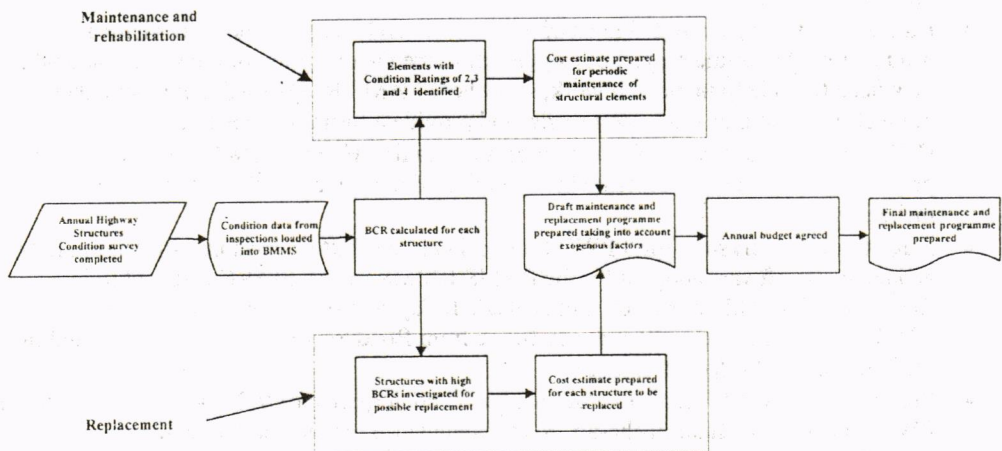 Maintenance and
rehabilitation
Elements with
Condition Ratings of 2,3
and 4 identified
Cost estimate prepared
for periodic
maintenance of
structural elements
Annual Highway
Structures
Condition survey
completed
Condition data from
inspections loaded
into BMMS
BCR calculated for each
structure
Draft maintenance and
replacement programme
prepared taking into account
exogenous factors
Annual budget agreed
Final maintenance and
replacement programme
prepared
Structures with high
BCRs investigated for
possible replacement
Cost estimate prepared
for each structure to be
replaced
Replacement